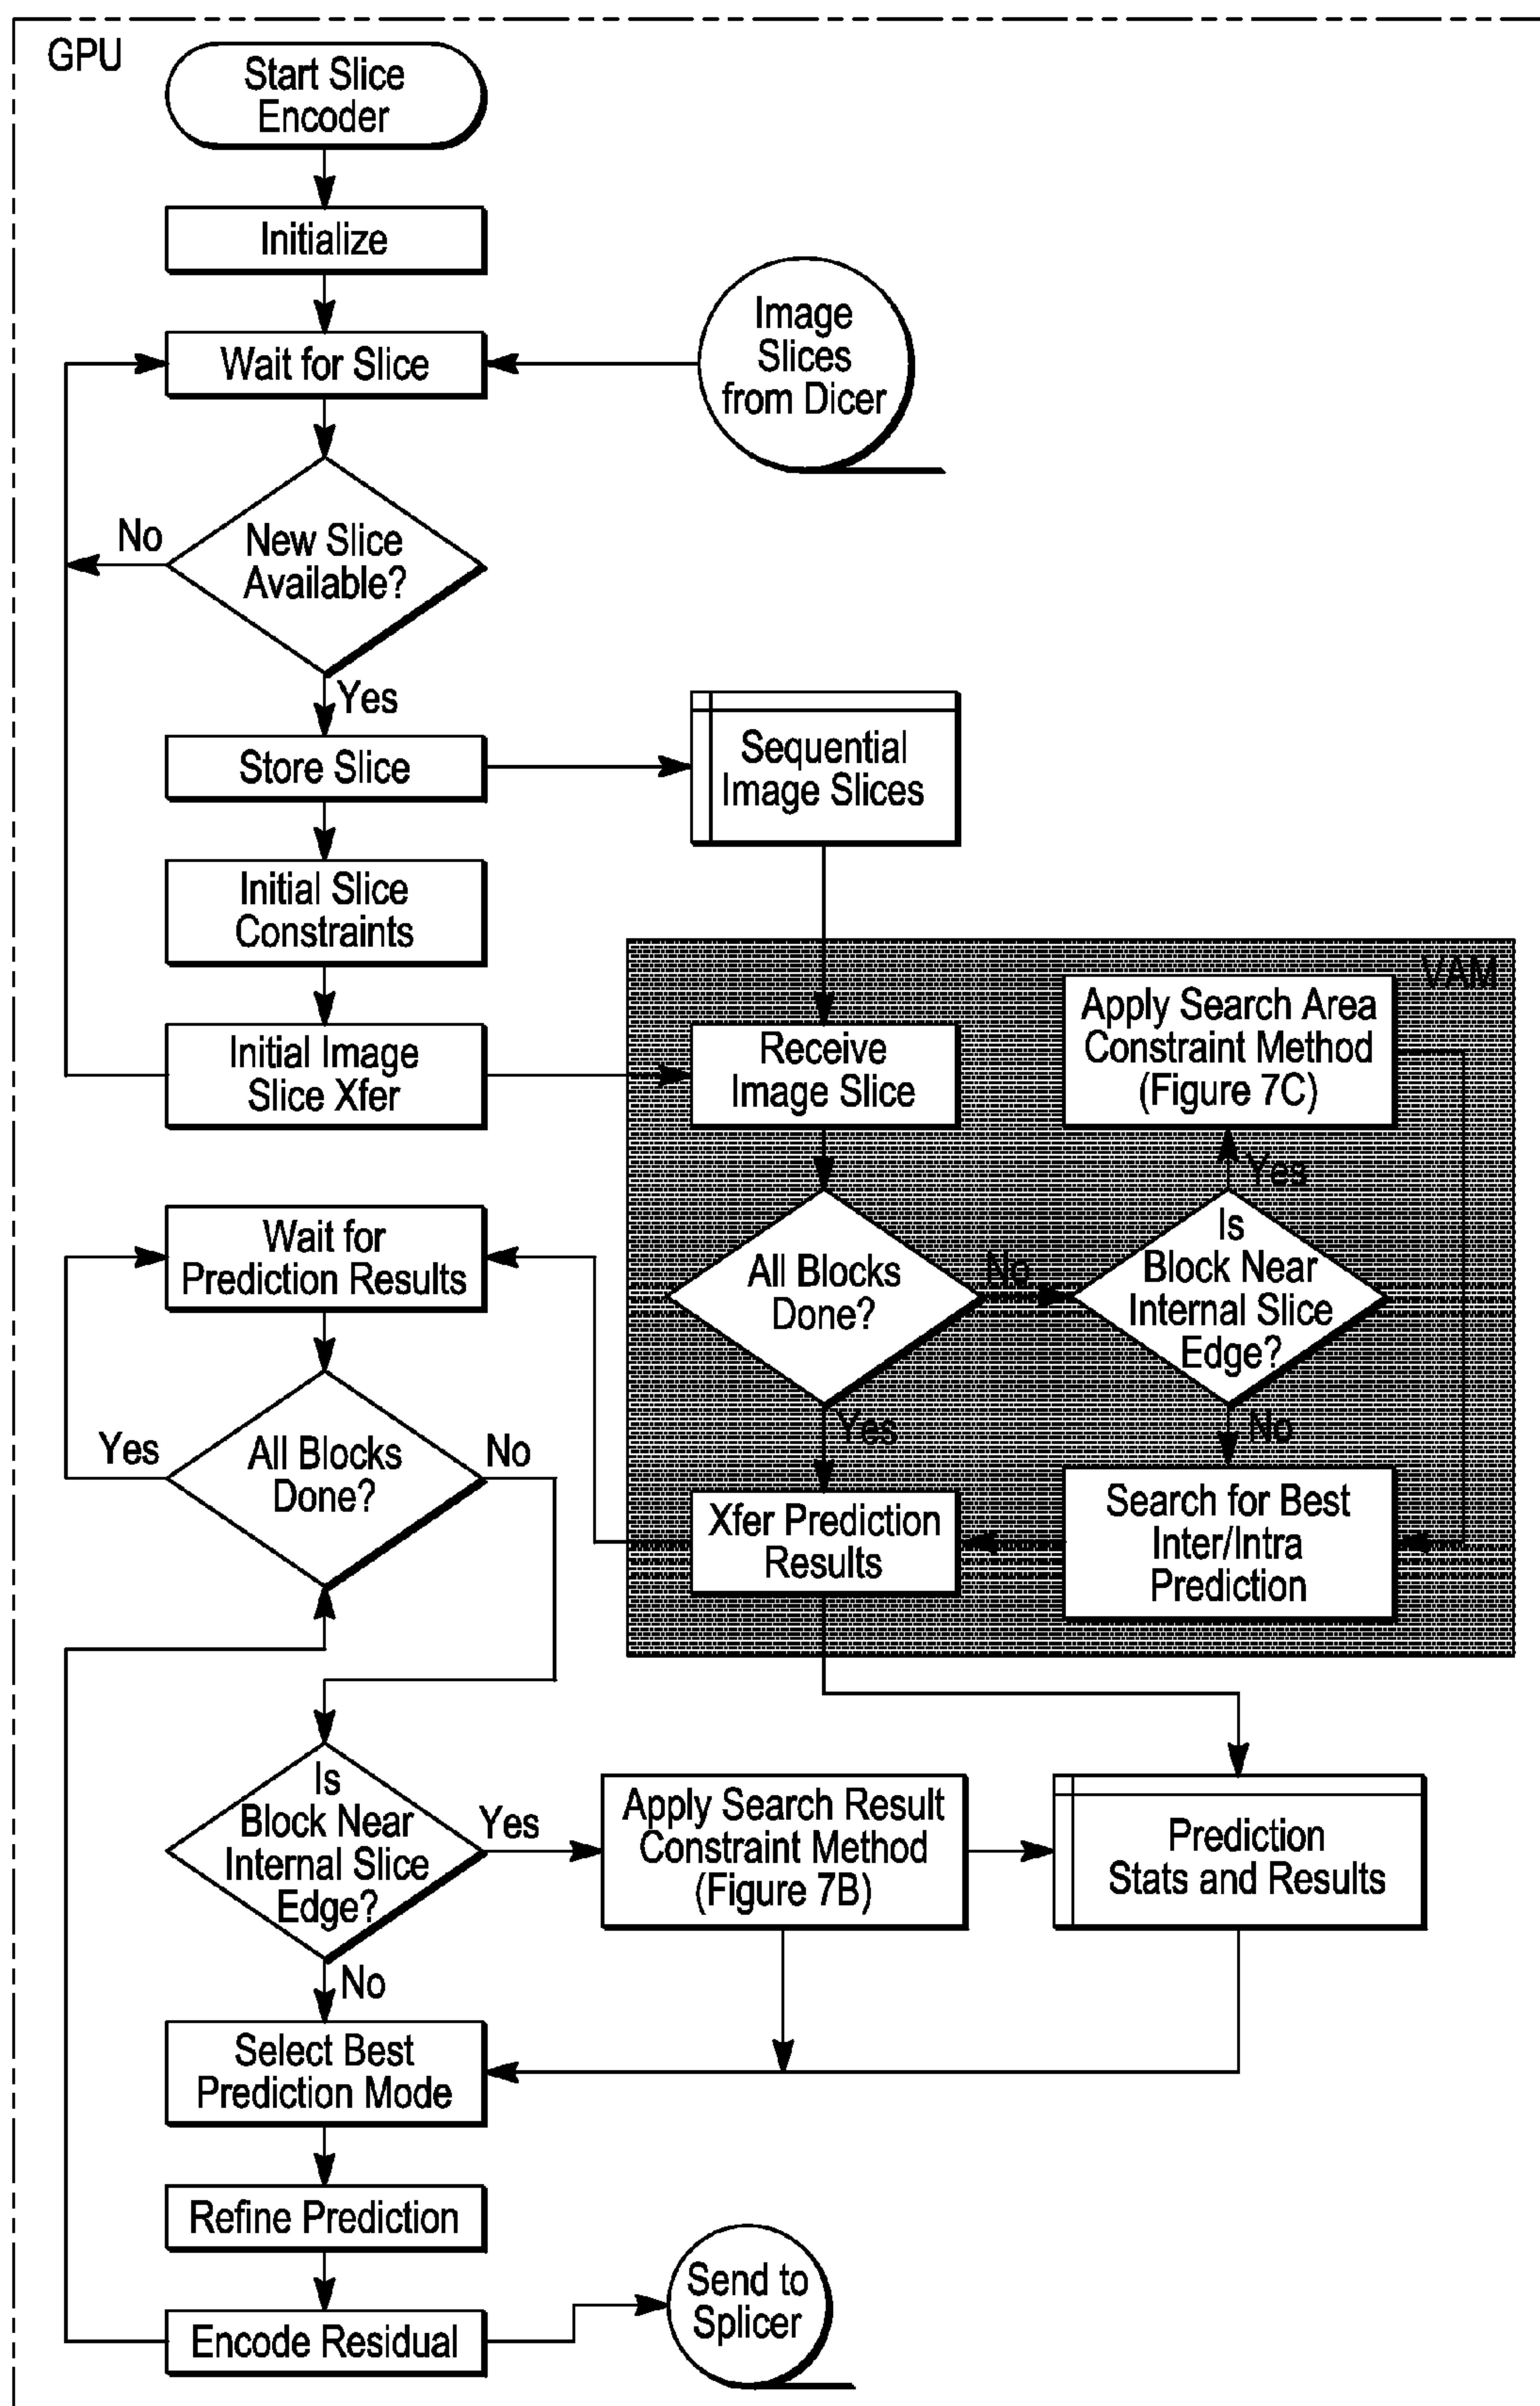 GPU
Start Slice
Encoder
Initialize
Wait for Slice
Image
Slices
from Dicer
New Slice
Available?
No
Yes
Store Slice
Sequential
Image Slices
Initial Slice
Constraints
Initial Image
Slice Xfer
VAM
Receive
Image Slice
Apply Search Area
Constraint Method
(Figure 7C)
Yes
All Blocks
Done?
No
Is
Block Near
Internal Slice
Edge?
Yes
No
Xfer Prediction
Results
Search for Best
Inter/Intra
Prediction
Wait for
Prediction Results
All Blocks
Done?
Yes
No
Is
Block Near
Internal Slice
Edge?
Yes
No
Apply Search Result
Constraint Method
(Figure 7B)
Prediction
Stats and Results
Select Best
Prediction Mode
Refine Prediction
Encode Residual
Send to
Splicer